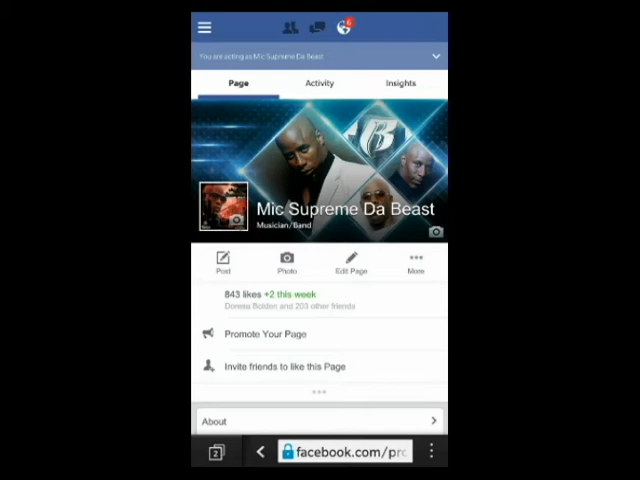 6
You are acting as Mic Supreme Da Beast
Page Activity Insights
R
Mic Supreme Da Beast
Musician/Band
Post Photo Edit Page More
843 likes +2 this week
Donesa Bolden and 203 other friends
Promote Your Page
Invite friends to like this Page
About
2 facebook.com/pro